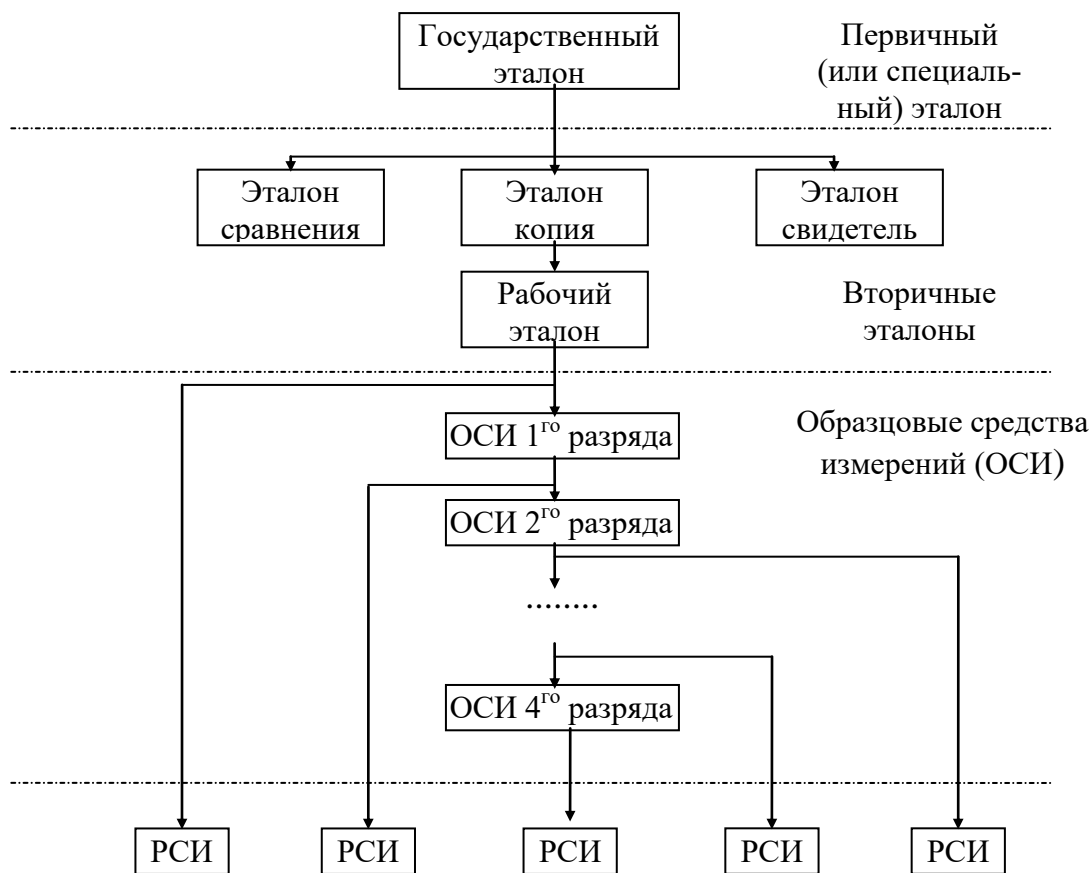 Государственный
эталон
Первичный
(или специаль-
ный) эталон
Эталон
сравнения
Эталон
копия
Эталон
свидетель
Рабочий
эталон
Вторичные
эталоны
ОСИ 1го разряда
Образцовые средства
измерений (ОСИ)
ОСИ 2го разряда
........
ОСИ 4го разряда
РСИ
РСИ
РСИ
РСИ
РСИ